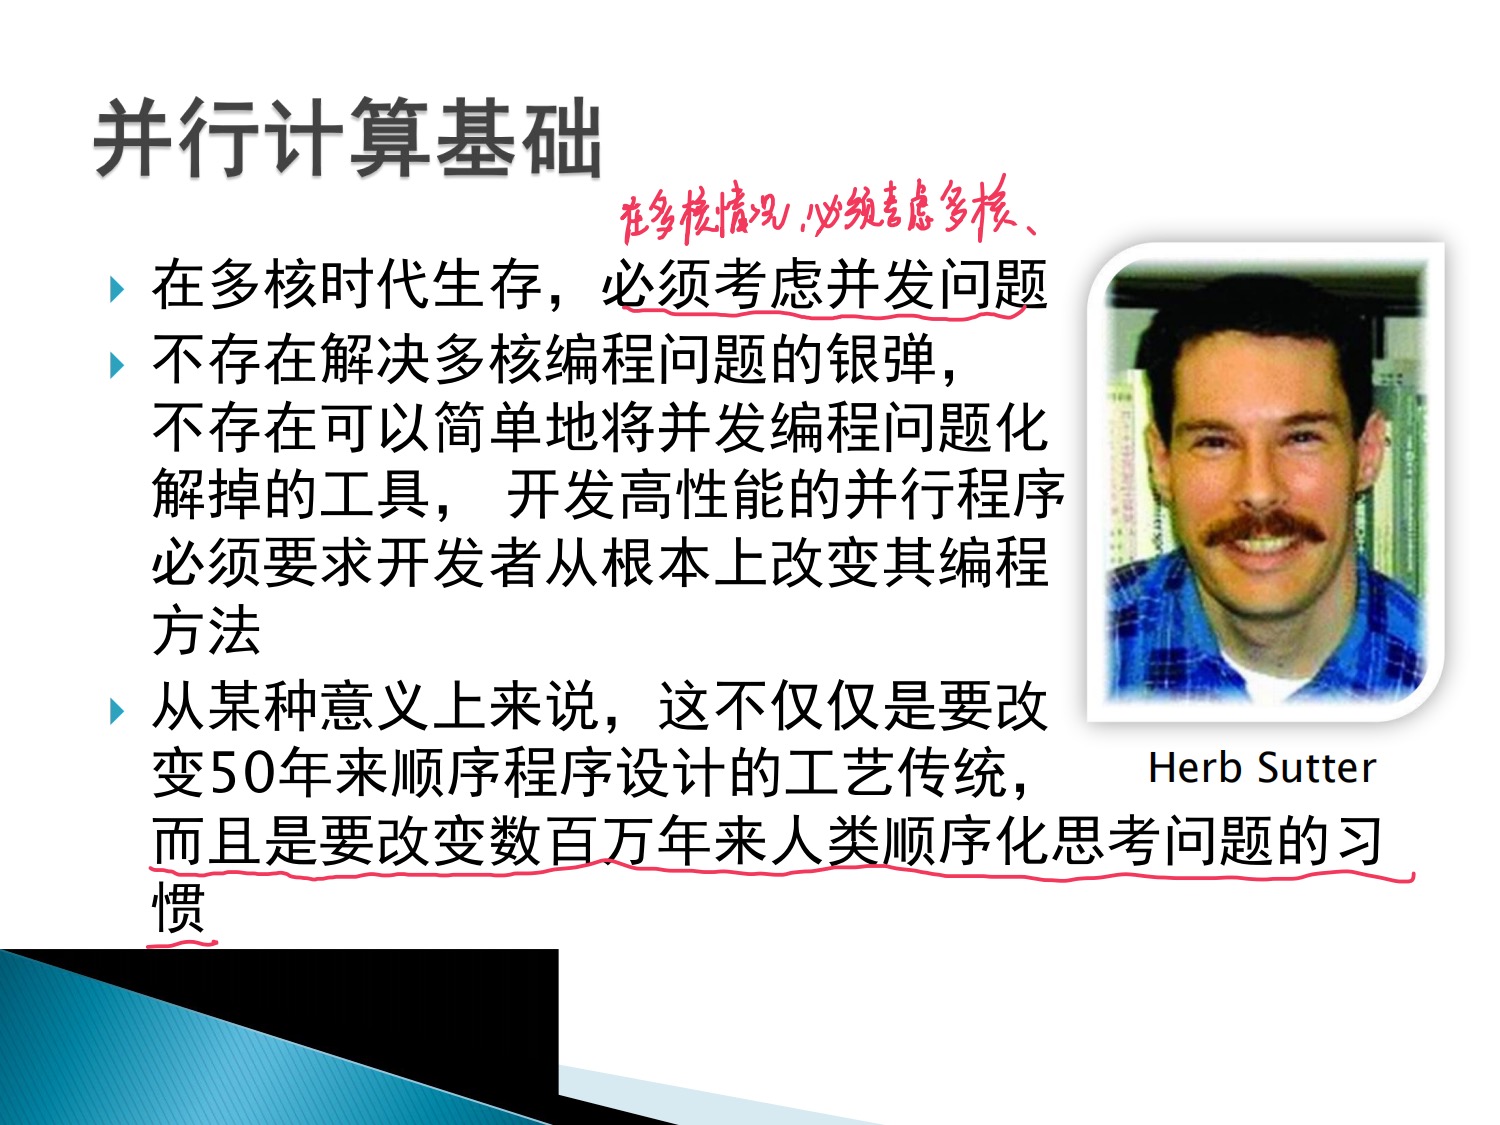 并行计算基础
在多核情况,必须考虑多核、
在多核时代生存，必须考虑并发问题
不存在解决多核编程问题的银弹，
不存在可以简单地将并发编程问题化
解掉的工具， 开发高性能的并行程序
必须要求开发者从根本上改变其编程
方法
从某种意义上来说，这不仅仅是要改
变50年来顺序程序设计的工艺传统，
而且是要改变数百万年来人类顺序化思考问题的习
惯
Herb Sutter